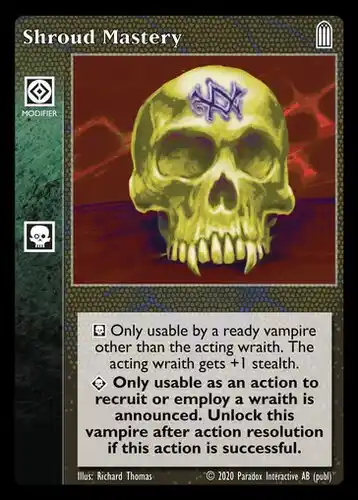 Shroud Mastery
MODIFIER
Only usable by a ready vampire
other than the acting wraith. The
acting wraith gets +1 stealth.
Only usable as an action to
recruit or employ a wraith is
announced. Unlock this
vampire after action resolution
if this action is successful.
Illus: Richard Thomas © 2020 Paradox Interactive AB (publ)